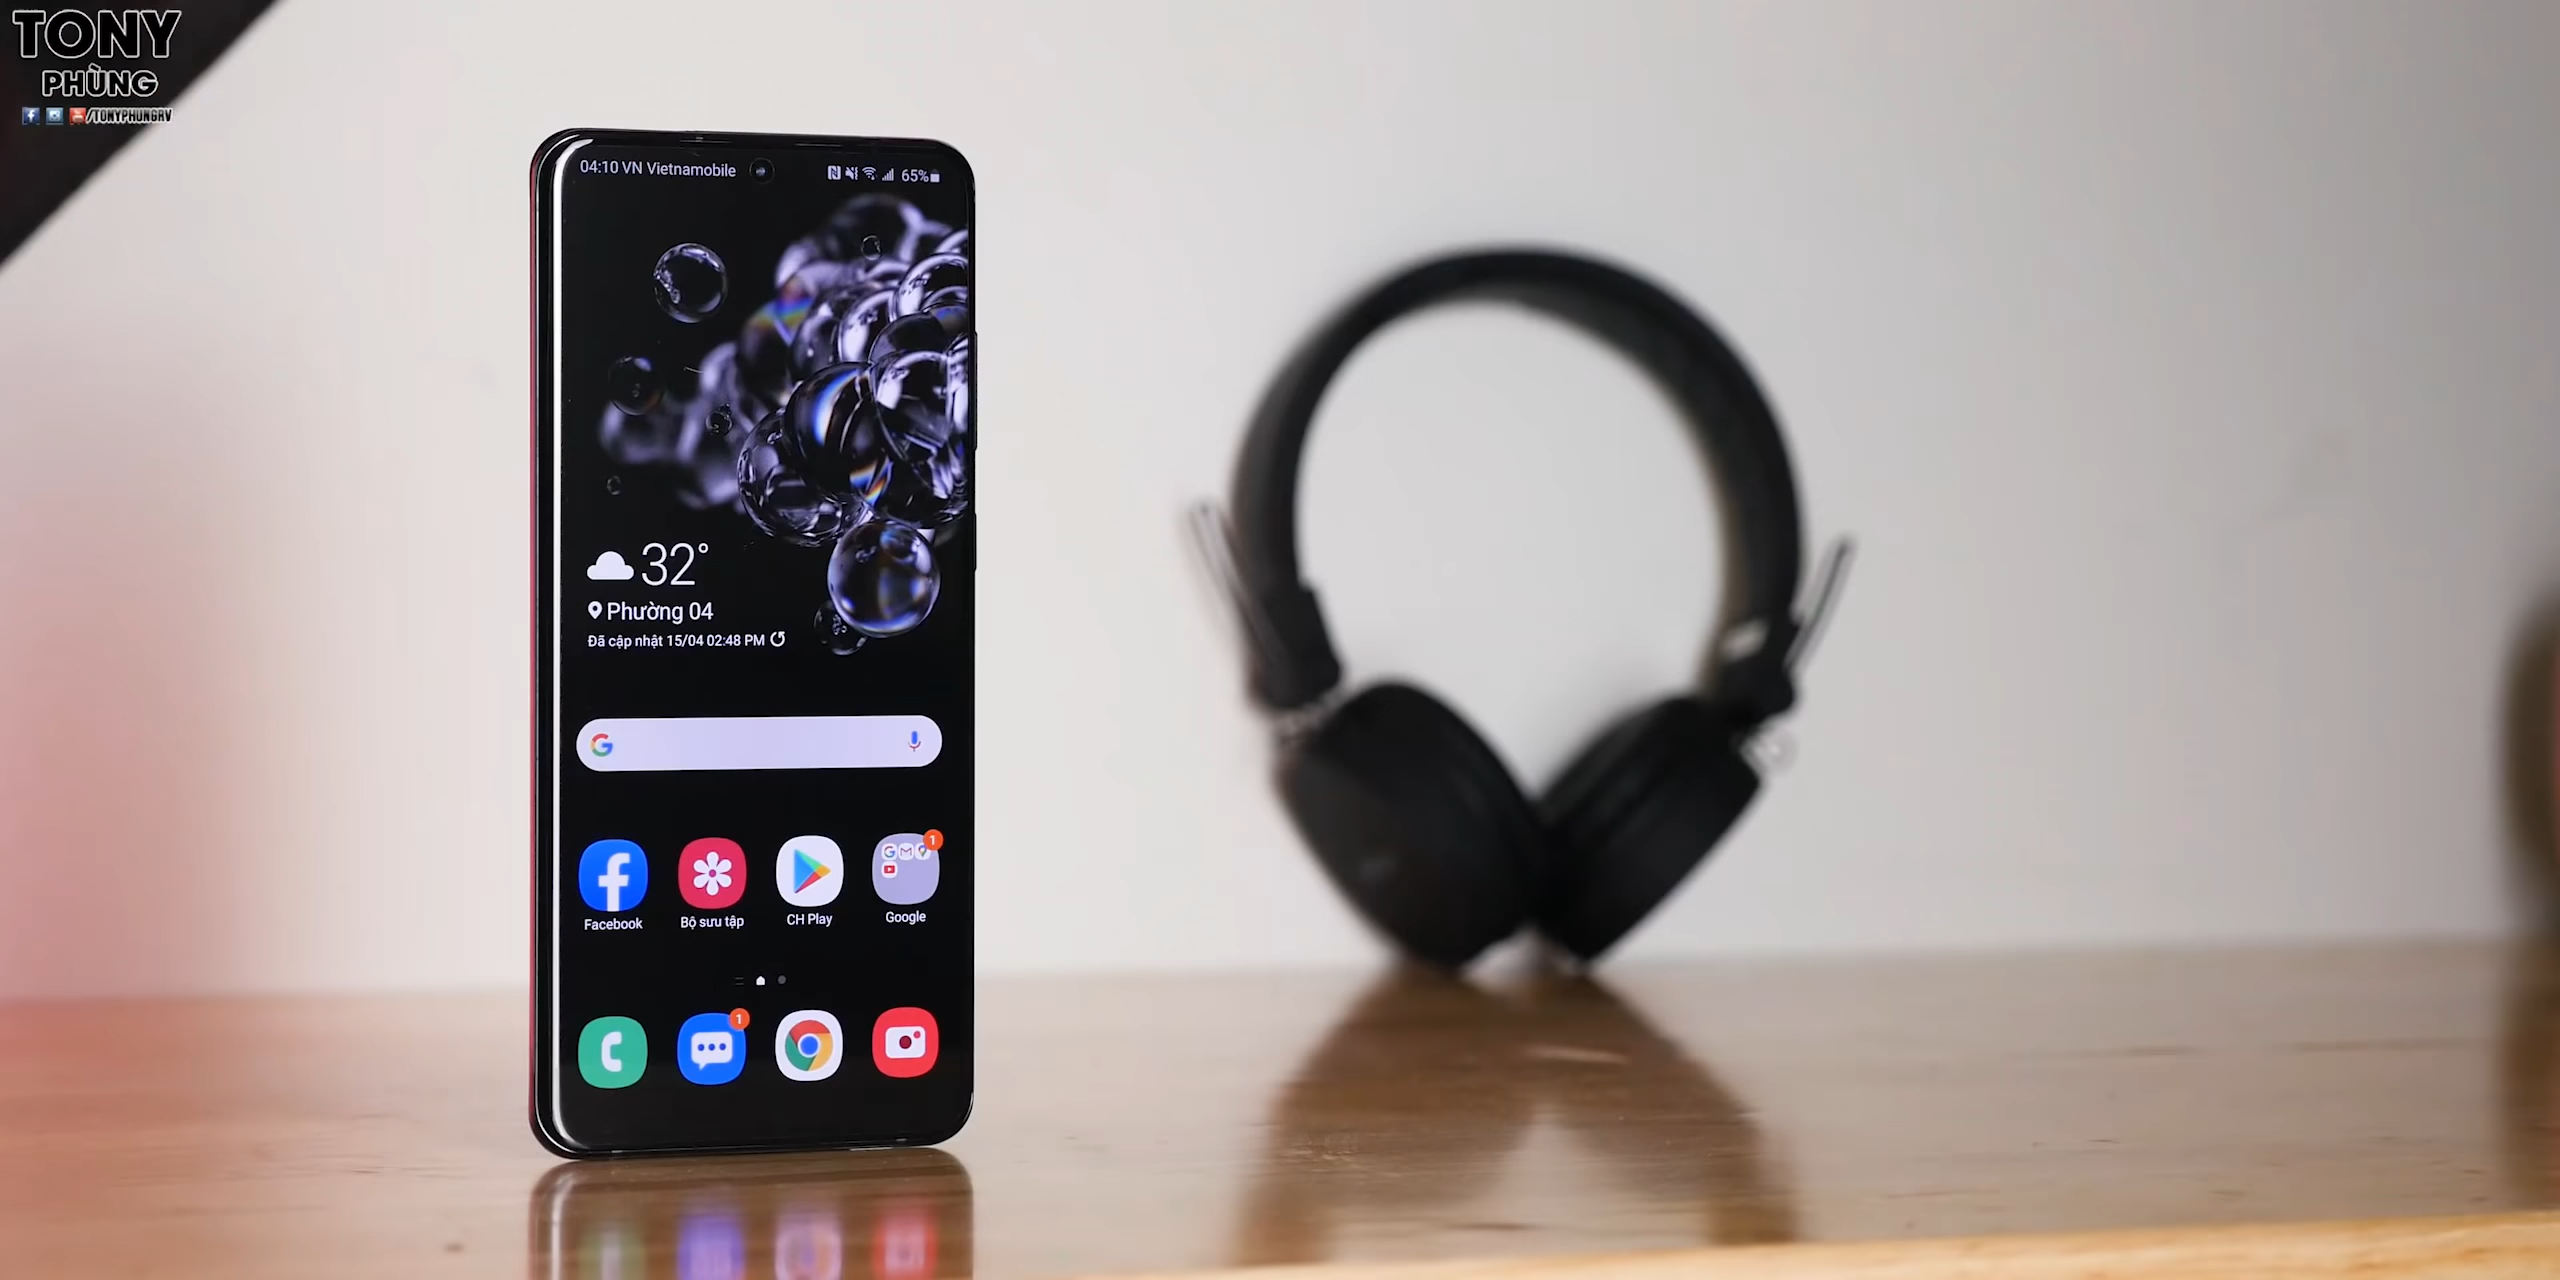 TONY
PHÙNG
/TONYPHUNGRV
04:10 VN Vietnamobile
65%
32°
Phường 04
Đã cập nhật 15/04 02:48 PM
1
Facebook
Bộ sưu tập
CH Play
Google
1